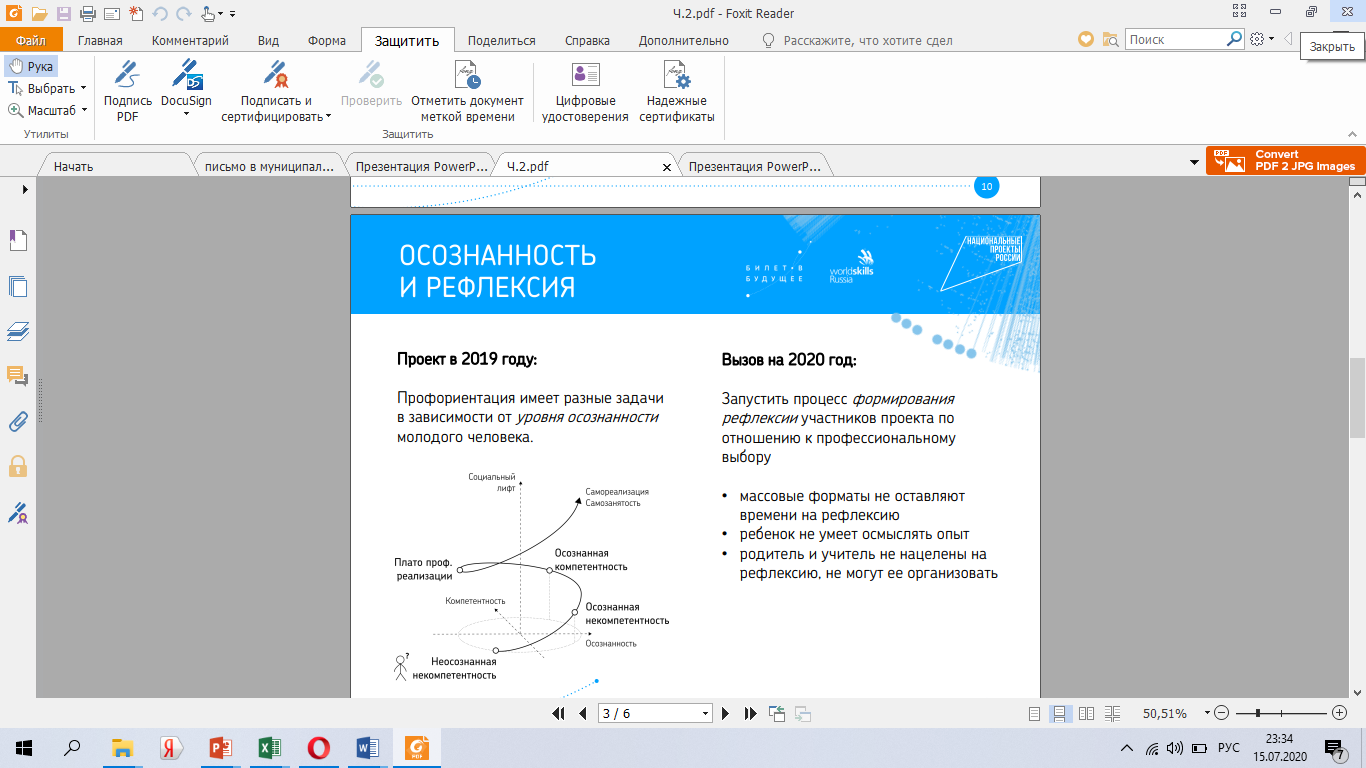 Ч.2.pdf - Foxit Reader
Файл
Главная
Комментарий
Вид
Форма
Защитить
Поделиться
Справка
Дополнительно
Расскажите, что хотите сдел
Поиск
Закрыть
Рука
Выбрать
Масштаб
Утилиты
Подпись
PDF
DocuSign
Подписать и
сертифицировать
Проверить
Отметить документ
меткой времени
Цифровые
удостоверения
Надежные
сертификаты
Защитить
Начать
письмо в муниципал...
Презентация PowerP...
Ч.2.pdf
Презентация PowerP...
PDF
Convert
PDF 2 JPG Images
10
ОСОЗНАННОСТЬ
И РЕФЛЕКСИЯ
БИЛЕТ В
БУДУЩЕЕ
worldskills
Russia
НАЦИОНАЛЬНЫЕ
ПРОЕКТЫ
РОССИИ
Проект в 2019 году:
Профориентация имеет разные задачи
в зависимости от уровня осознанности
молодого человека.
Социальный
лифт
Самореализация
Самозанятость
Плато проф.
реализации
Осознанная
компетентность
Компетентность
Осознанная
некомпетентность
Осознанность
?
Неосознанная
некомпетентность
Вызов на 2020 год:
Запустить процесс формирования
рефлексии участников проекта по
отношению к профессиональному
выбору
• массовые форматы не оставляют
времени на рефлексию
• ребенок не умеет осмыслять опыт
• родитель и учитель не нацелены на
рефлексию, не могут ее организовать
3 / 6
50,51%
РУС
23:34
15.07.2020
7